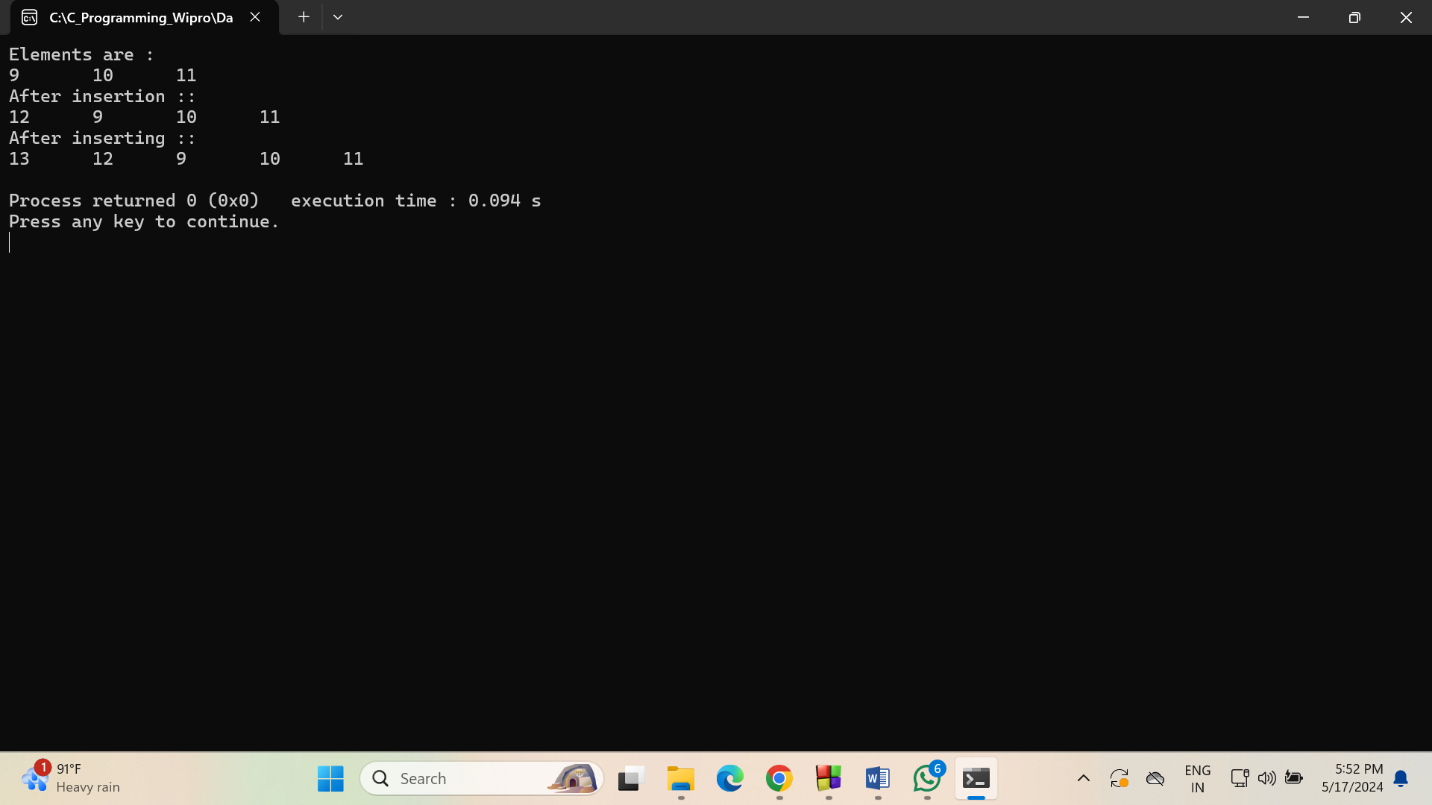 C:\C_Programming_Wipro\Da
Elements are :
9 10 11
After insertion ::
12 9 10 11
After inserting ::
13 12 9 10 11
Process returned 0 (0x0) execution time : 0.094 s
Press any key to continue.
1
91°F
Heavy rain
Search
6
ENG
IN
5:52 PM
5/17/2024